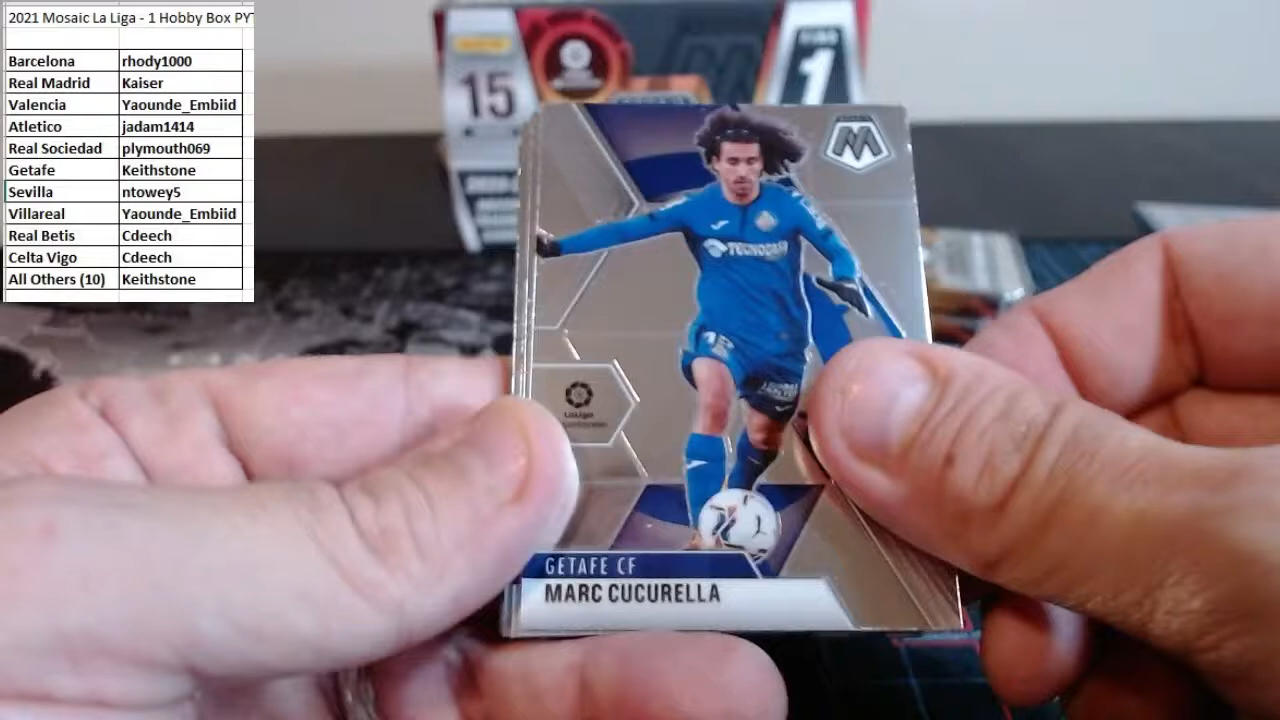 2021 Mosaic La Liga - 1 Hobby Box PY
Barcelona rhody1000
Real Madrid Kaiser
Valencia Yaounde_Embiid
Atletico jadam1414
Real Sociedad plymouth069
Getafe Keithstone
Sevilla ntowey5
Villareal Yaounde_Embiid
Real Betis Cdeech
Celta Vigo Cdeech
All Others (10) Keithstone
15
1
M
TECNOCASA
LaLiga
GETAFE CF
MARC CUCURELLA